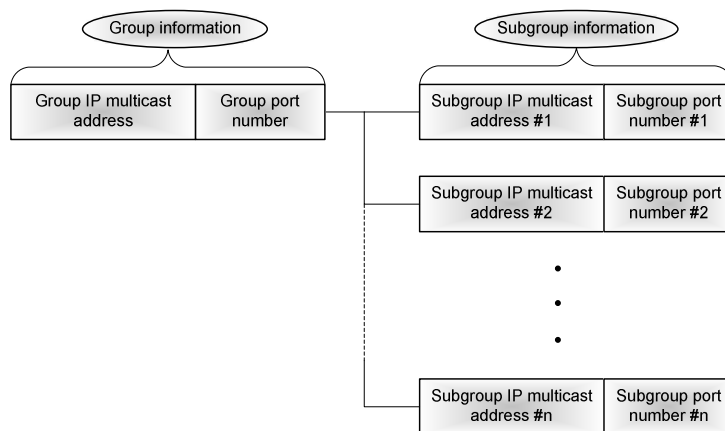 Group information
Subgroup information
Group IP multicast
address
Group port
number
Subgroup IP multicast
address #1
Subgroup port
number #1
Subgroup IP multicast
address #2
Subgroup port
number #2
Subgroup IP multicast
address #n
Subgroup port
number #n